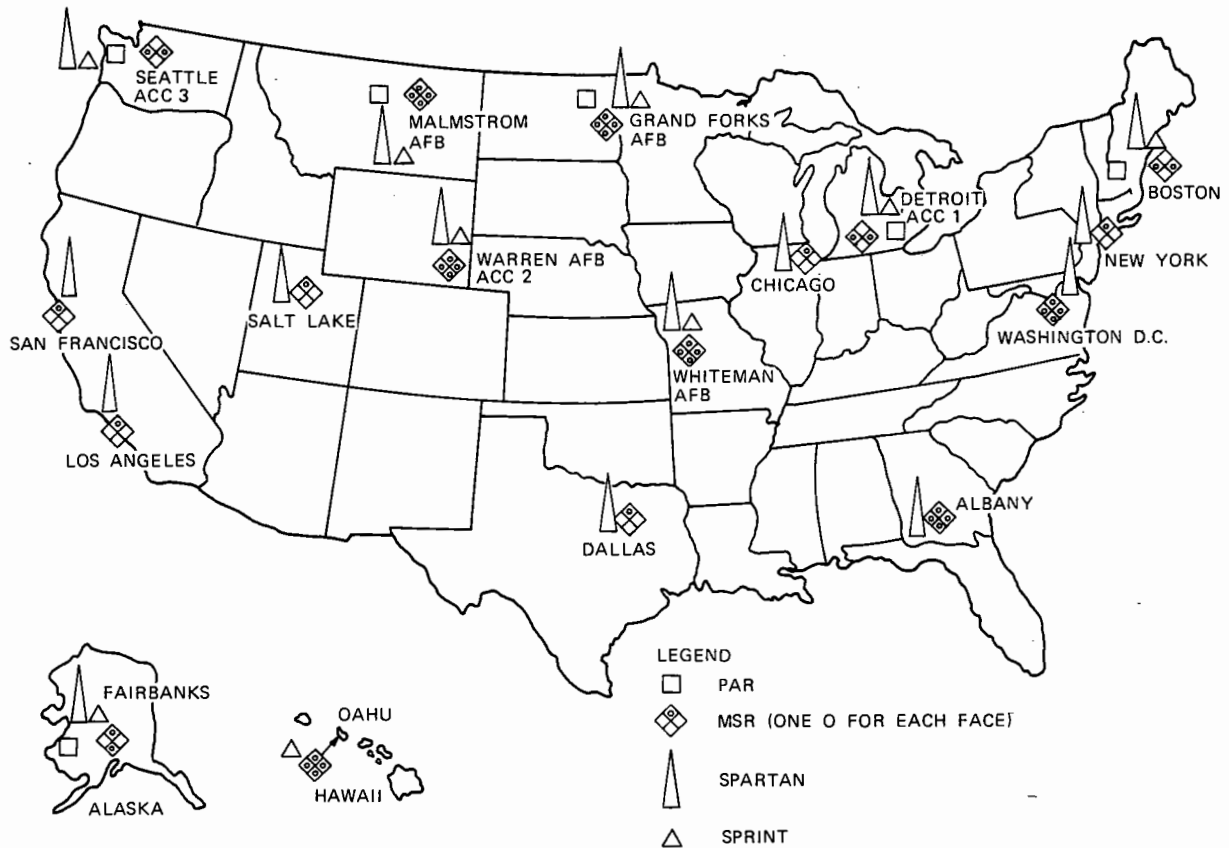 SEATTLE
ACC 3
MALMSTROM
AFB
GRAND FORKS
AFB
DETROIT
ACC 1
BOSTON
NEW YORK
CHICAGO
WARREN AFB
ACC 2
SALT LAKE
SAN FRANCISCO
WASHINGTON D.C.
WHITEMAN
AFB
LOS ANGELES
ALBANY
DALLAS
FAIRBANKS
ALASKA
OAHU
HAWAII
LEGEND
PAR
MSR (ONE O FOR EACH FACE)
SPARTAN
SPRINT